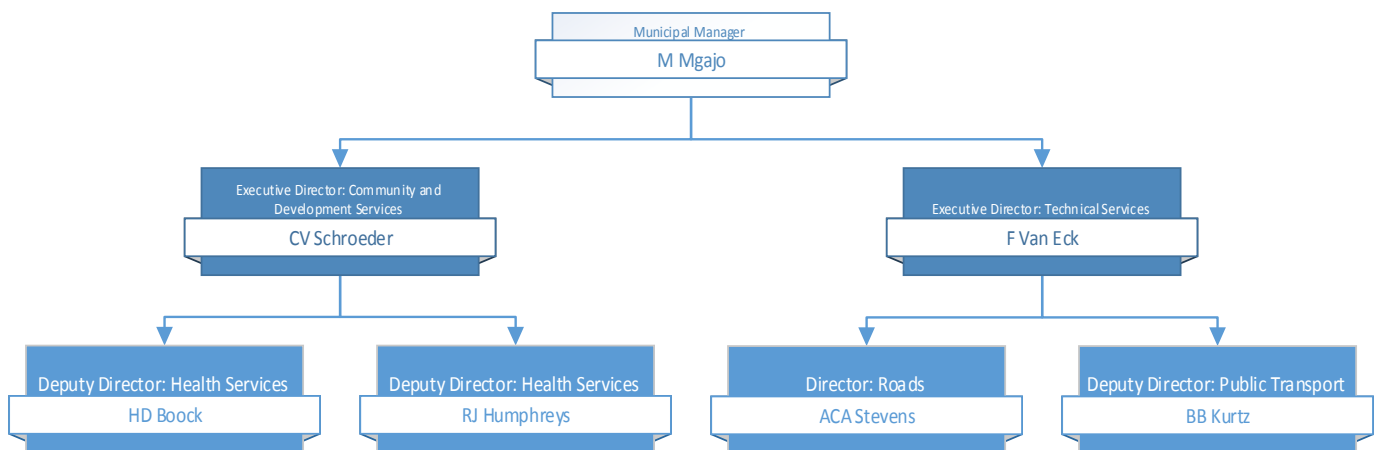 Municipal Manager
M Mgajo
Executive Director: Community and
Development Services
CV Schroeder
Executive Director: Technical Services
F Van Eck
Deputy Director: Health Services
HD Boock
Deputy Director: Health Services
RJ Humphreys
Director: Roads
ACA Stevens
Deputy Director: Public Transport
BB Kurtz